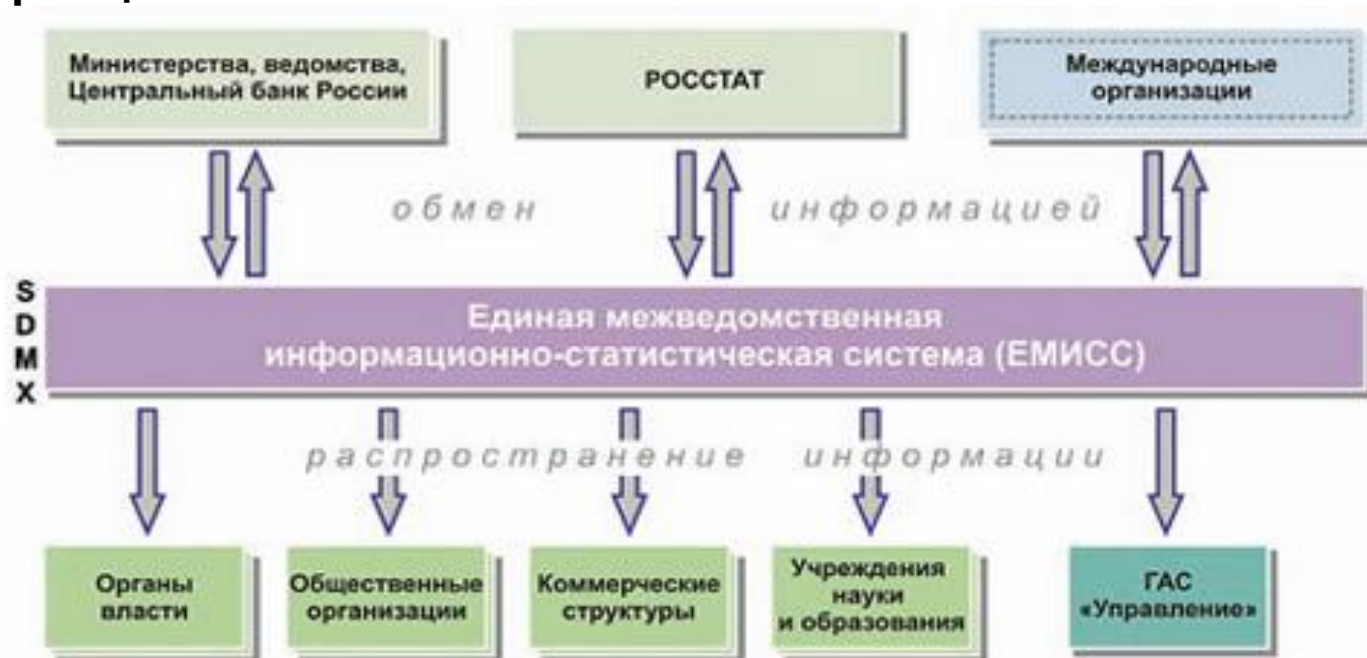 Министерства, ведомства,
Центральный банк России
РОССТАТ
Международные
организации
обмен информацией
S
D
M
X
Единая межведомственная
информационно-статистическая система (ЕМИСС)
распространение информации
Органы
власти
Общественные
организации
Коммерческие
структуры
Учреждения
науки
и образования
ГАС
«Управление»